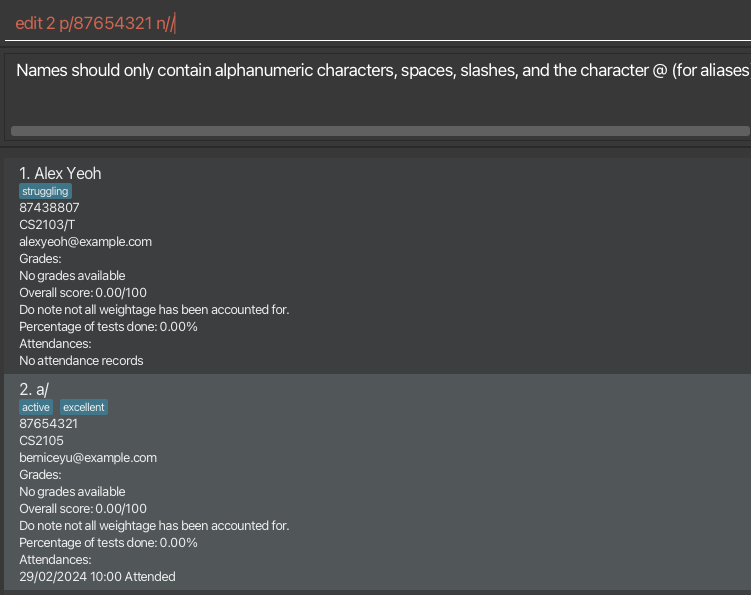 edit 2 p/87654321 n//
Names should only contain alphanumeric characters, spaces, slashes, and the character @ (for aliases
1. Alex Yeoh
struggling
87438807
CS2103/T
alexyeoh@example.com
Grades:
No grades available
Overall score: 0.00/100
Do note not all weightage has been accounted for.
Percentage of tests done: 0.00%
Attendances:
No attendance records
2. a/
active excellent
87654321
CS2105
berniceyu@example.com
Grades:
No grades available
Overall score: 0.00/100
Do note not all weightage has been accounted for.
Percentage of tests done: 0.00%
Attendances:
29/02/2024 10:00 Attended